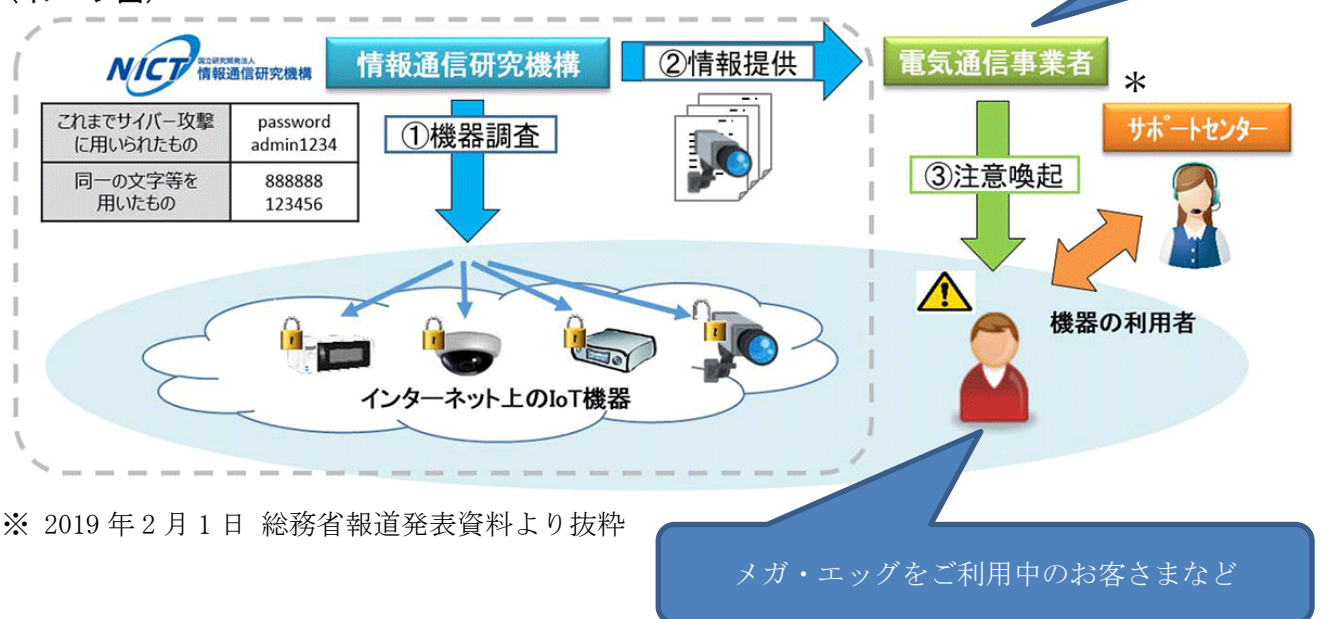 NICT
国立研究開発法人
情報通信研究機構
情報通信研究機構
②情報提供
電気通信事業者
*
これまでサイバー攻撃
に用いられたもの
password
admin1234
①機器調査
サポートセンター
同一の文字等を
用いたもの
888888
123456
③注意喚起
機器の利用者
インターネット上のIoT機器
※ 2019年2月1日 総務省報道発表資料より抜粋
メガ・エッグをご利用中のお客さまなど